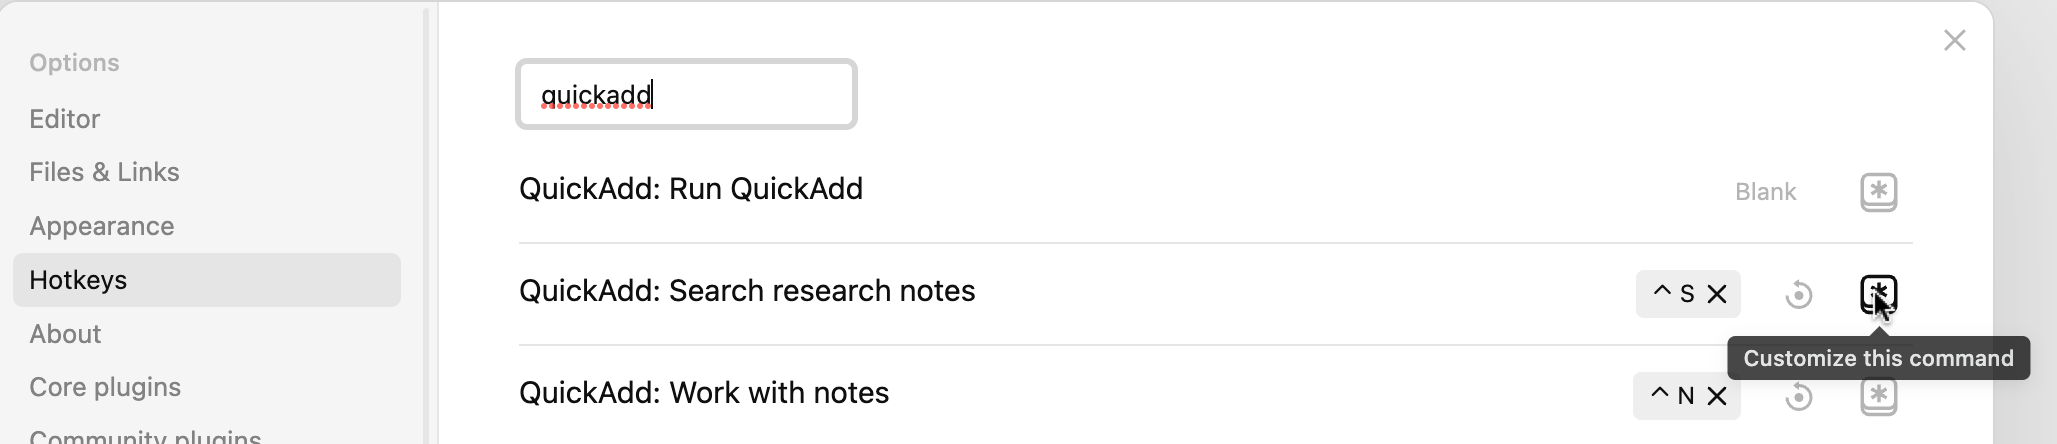 Options
Editor
Files & Links
Appearance
Hotkeys
About
Core plugins
Community plugins
quickadd
QuickAdd: Run QuickAdd
Blank
QuickAdd: Search research notes
^ S
Customize this command
QuickAdd: Work with notes
^ N